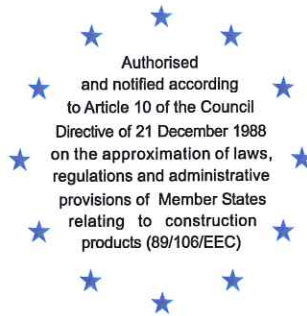 Authorised
and notified according
to Article 10 of the Council
Directive of 21 December 1988
on the approximation of laws,
regulations and administrative
provisions of Member States
relating to construction
products (89/106/EEC)